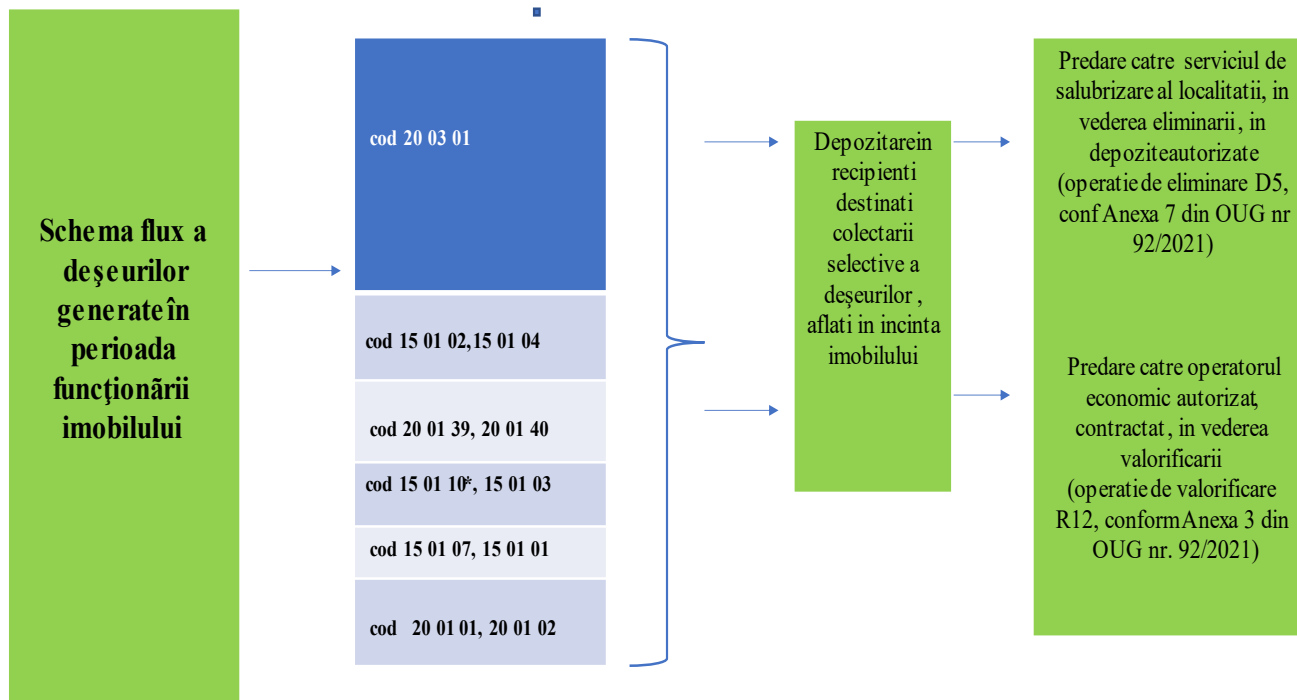 Schema flux a
deşeurilor
generate în
perioada
funcţionãrii
imobilului
cod 20 03 01
cod 15 01 02,15 01 04
cod 20 01 39, 20 01 40
cod 15 01 10*, 15 01 03
cod 15 01 07, 15 01 01
cod 20 01 01, 20 01 02
Depozitarein
recipienti
destinati
colectarii
selective a
deşeurilor ,
aflati in incinta
imobilului
Predare catre serviciul de
salubrizare al localitatii, in
vederea eliminarii, in
depoziteautorizate
(operatie de eliminare D5,
conf Anexa 7 din OUG nr
92/2021)
Predare catre operatorul
economic autorizat,
contractat, in vederea
valorificarii
(operatie de valorificare
R12, conformAnexa 3 din
OUG nr. 92/2021)